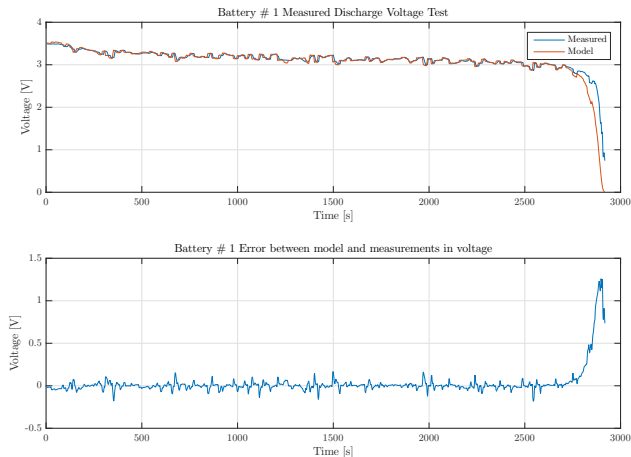 Battery # 1 Measured Discharge Voltage Test
4
3
2
1
0
Voltage [V]
Measured
Model
0 500 1000 1500 2000 2500 3000
Time [s]
Battery # 1 Error between model and measurements in voltage
1.5
1
0.5
0
-0.5
Voltage [V]
0 500 1000 1500 2000 2500 3000
Time [s]